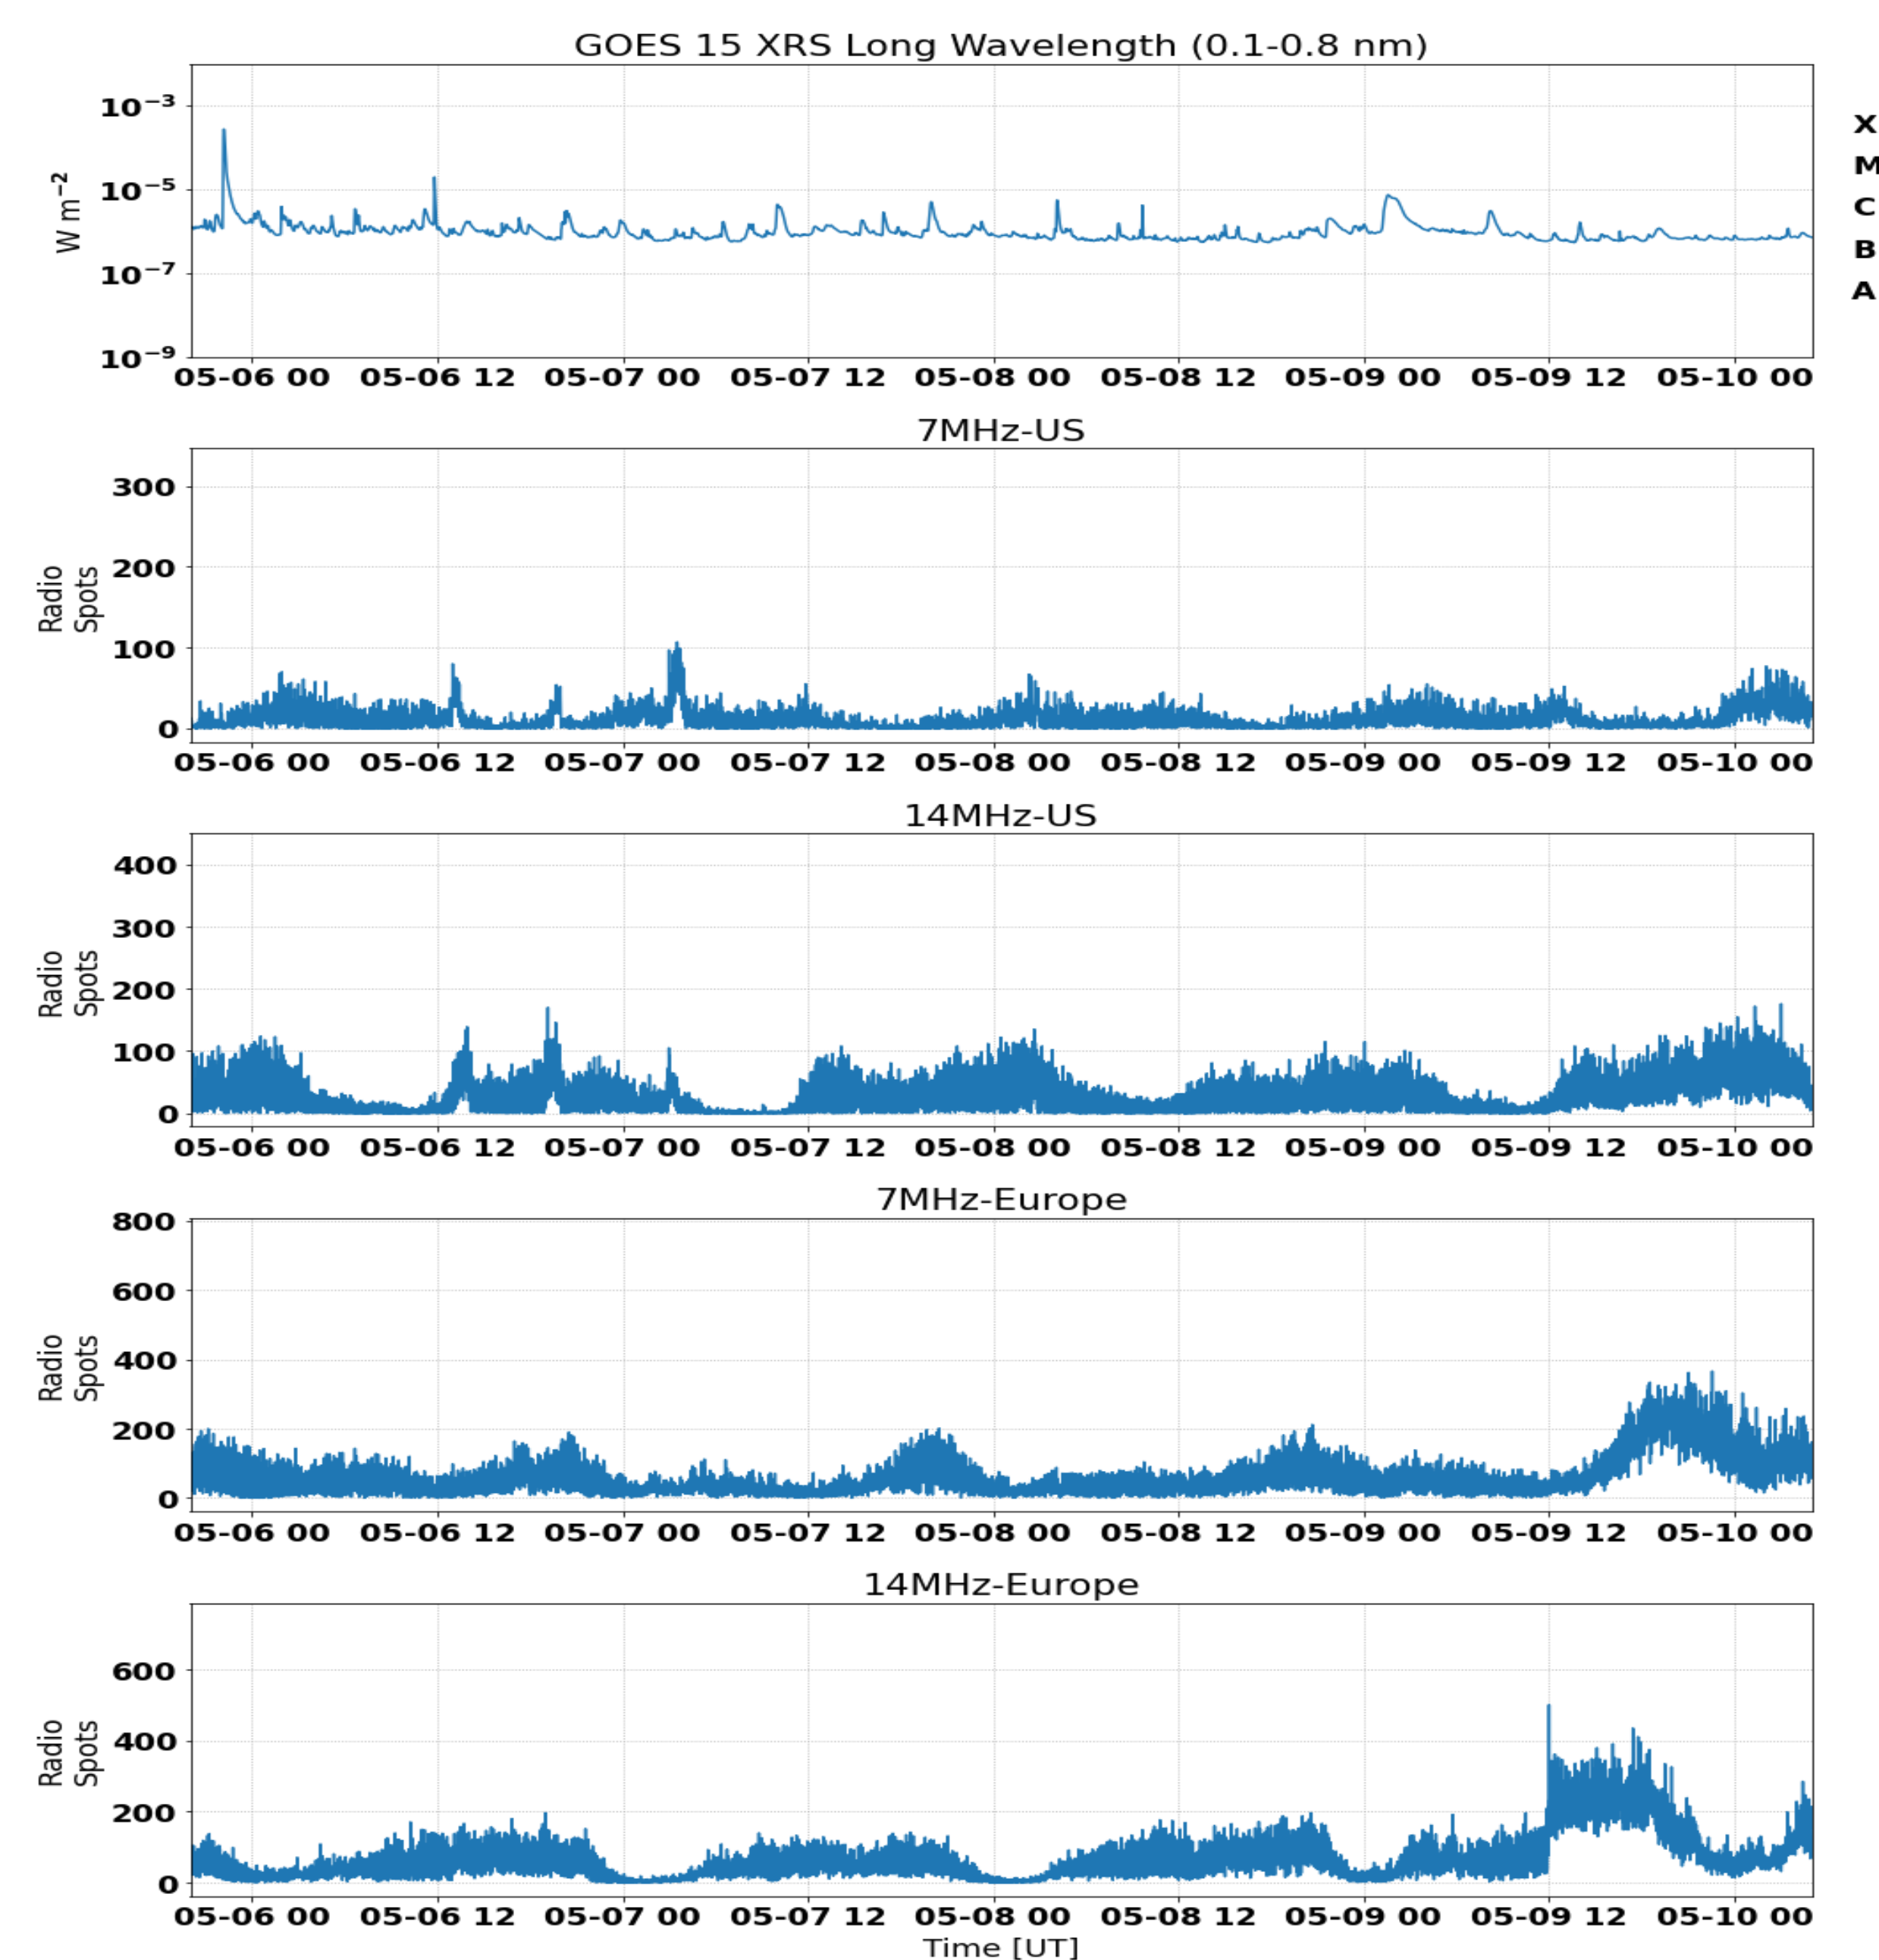 GOES 15 XRS Long Wavelength (0.1-0.8 nm)
10⁻³
10⁻⁵
10⁻⁷
10⁻⁹
W m⁻²
X
M
C
B
A
05-06 00 05-06 12 05-07 00 05-07 12 05-08 00 05-08 12 05-09 00 05-09 12 05-10 00
7MHz-US
300
200
100
0
Radio
Spots
05-06 00 05-06 12 05-07 00 05-07 12 05-08 00 05-08 12 05-09 00 05-09 12 05-10 00
14MHz-US
400
300
200
100
0
Radio
Spots
05-06 00 05-06 12 05-07 00 05-07 12 05-08 00 05-08 12 05-09 00 05-09 12 05-10 00
7MHz-Europe
800
600
400
200
0
Radio
Spots
05-06 00 05-06 12 05-07 00 05-07 12 05-08 00 05-08 12 05-09 00 05-09 12 05-10 00
14MHz-Europe
600
400
200
0
Radio
Spots
05-06 00 05-06 12 05-07 00 05-07 12 05-08 00 05-08 12 05-09 00 05-09 12 05-10 00
Time [UT]